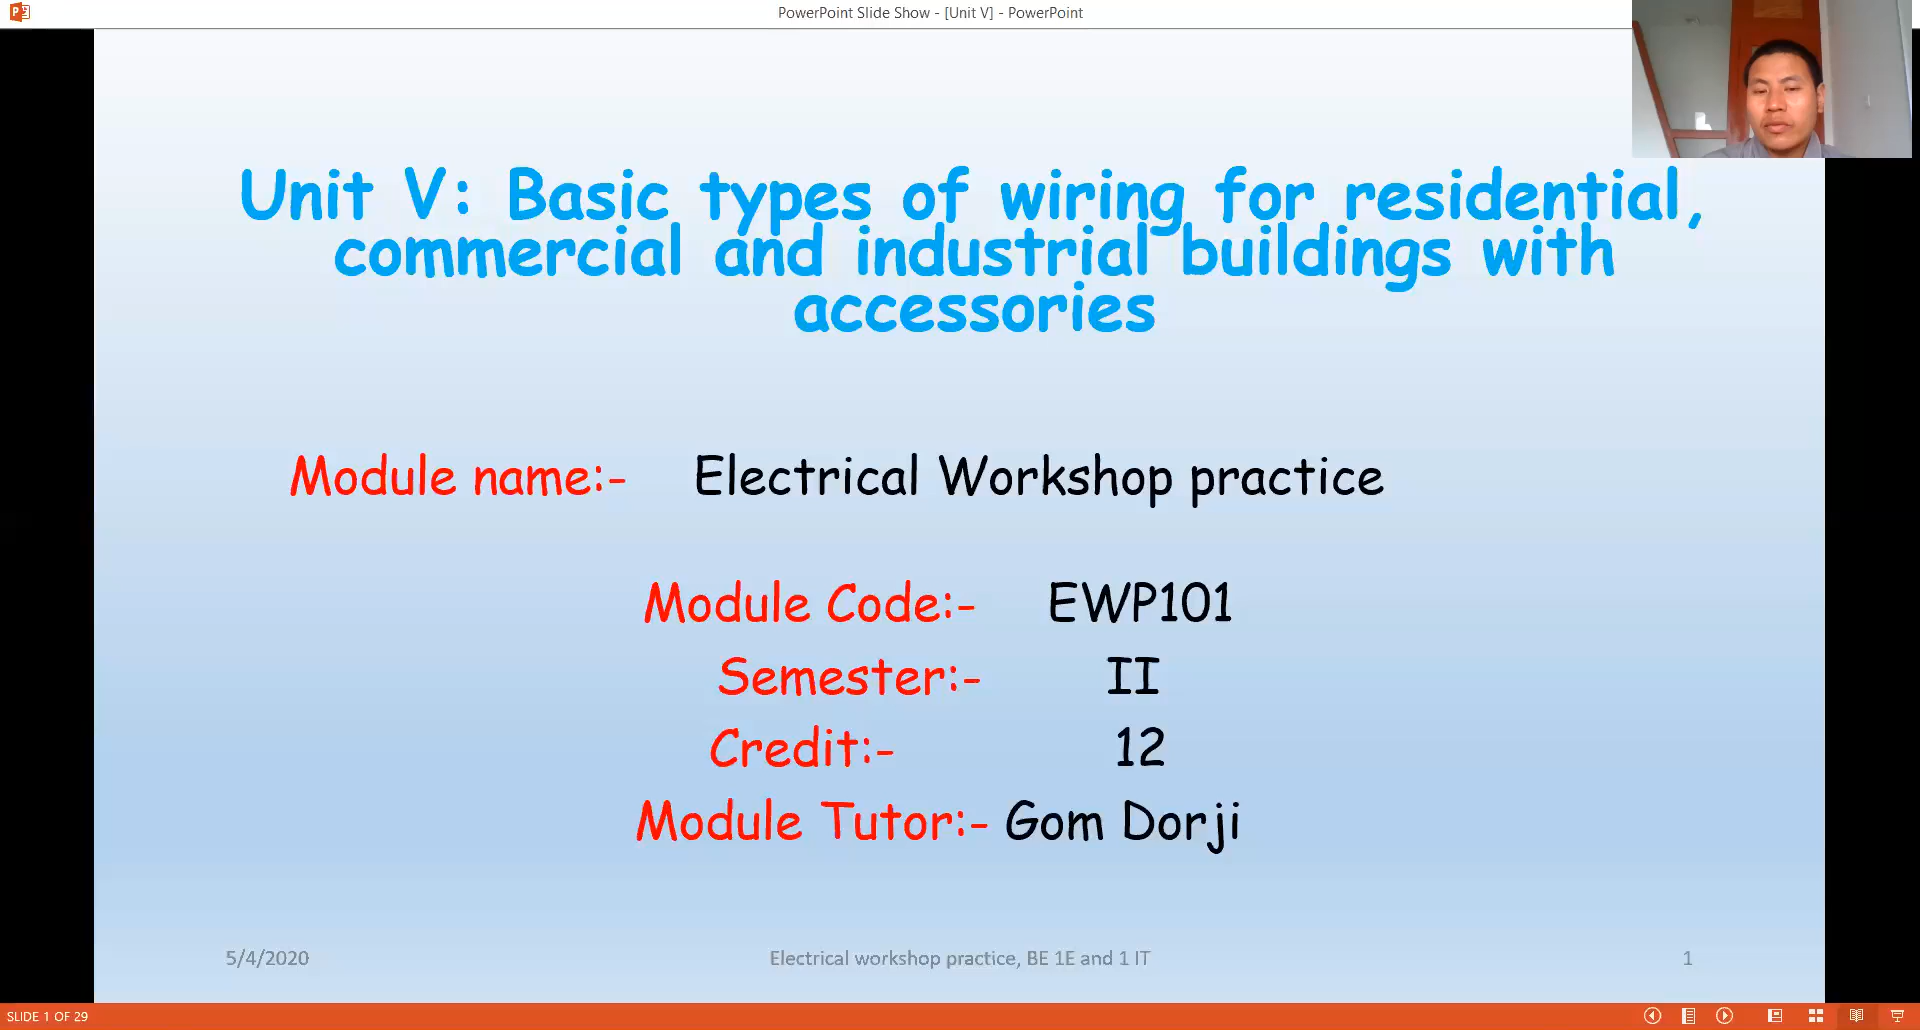 PowerPoint Slide Show - [Unit V] - PowerPoint
Unit V: Basic types of wiring for residential,
commercial and industrial buildings with
accessories
Module name:- Electrical Workshop practice
Module Code:- EWP101
Semester:- II
Credit:- 12
Module Tutor:- Gom Dorji
5/4/2020 Electrical workshop practice, BE 1E and 1 IT 1
SLIDE 1 OF 29